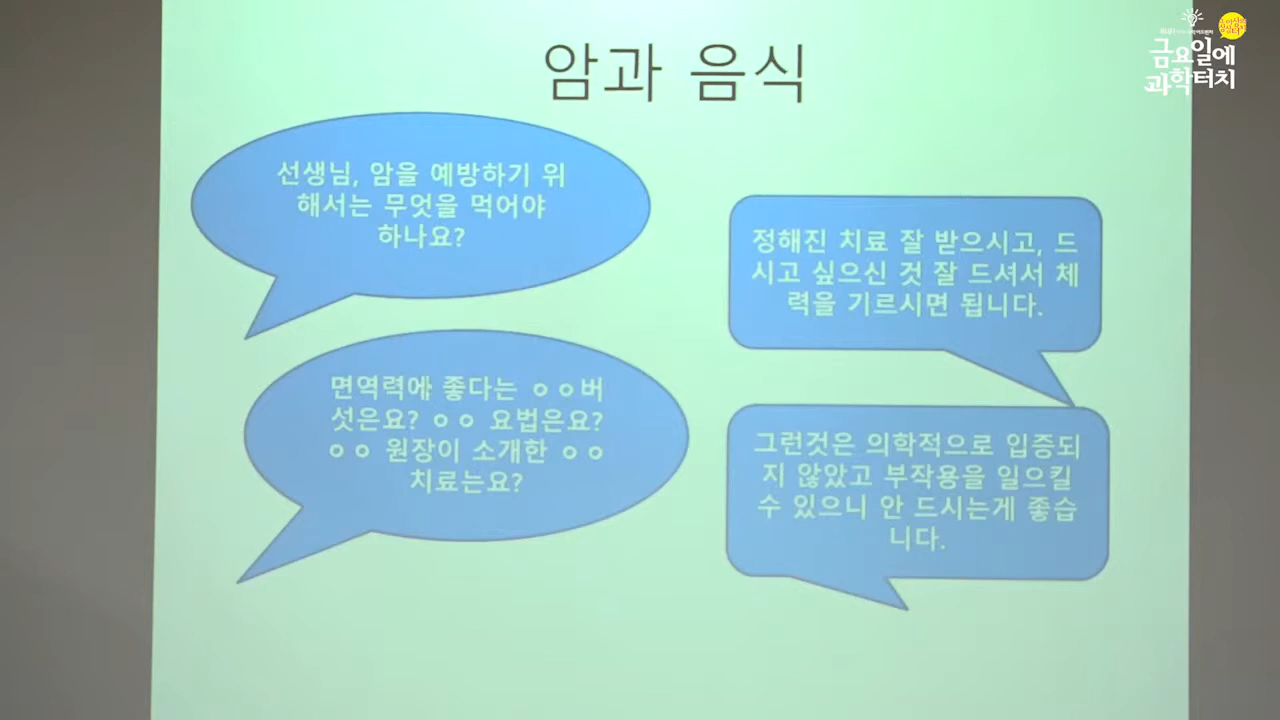 암과 음식
금요일에
과학터치
선생님, 암을 예방하기 위
해서는 무엇을 먹어야
하나요?
정해진 치료 잘 받으시고, 드
시고 싶으신 것 잘 드셔서 체
력을 기르시면 됩니다.
면역력에 좋다는 ㅇㅇ버
섯은요? ㅇㅇ 요법은요?
ㅇㅇ 원장이 소개한 ㅇㅇ
치료는요?
그런것은 의학적으로 입증되
지 않았고 부작용을 일으킬
수 있으니 안 드시는게 좋습
니다.